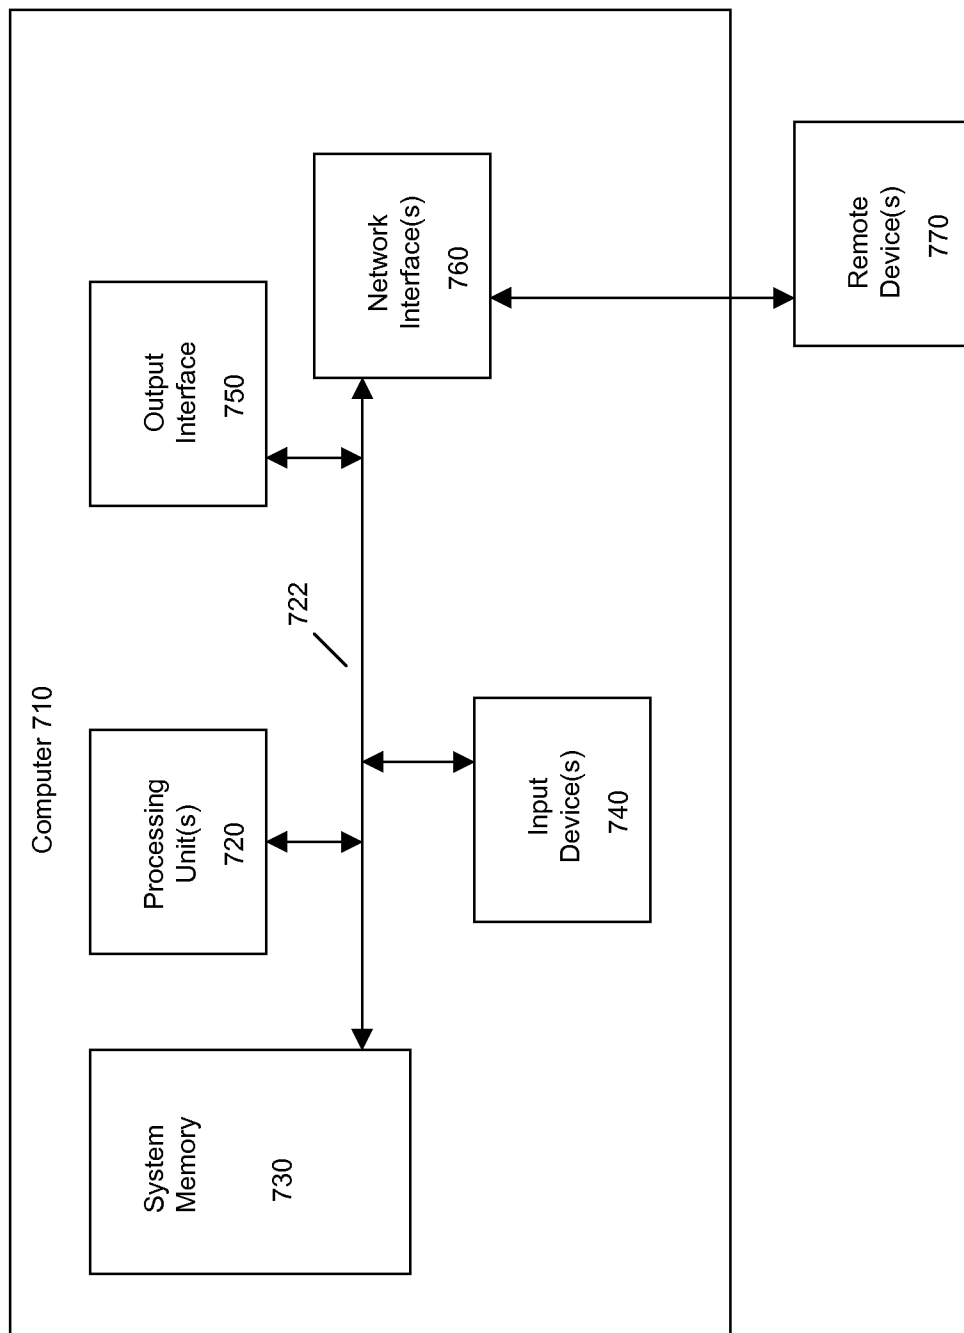 Computer 710
System
Memory
730
Processing
Unit(s)
720
722
Output
Interface
750
Input
Device(s)
740
Network
Interface(s)
760
Remote
Device(s)
770